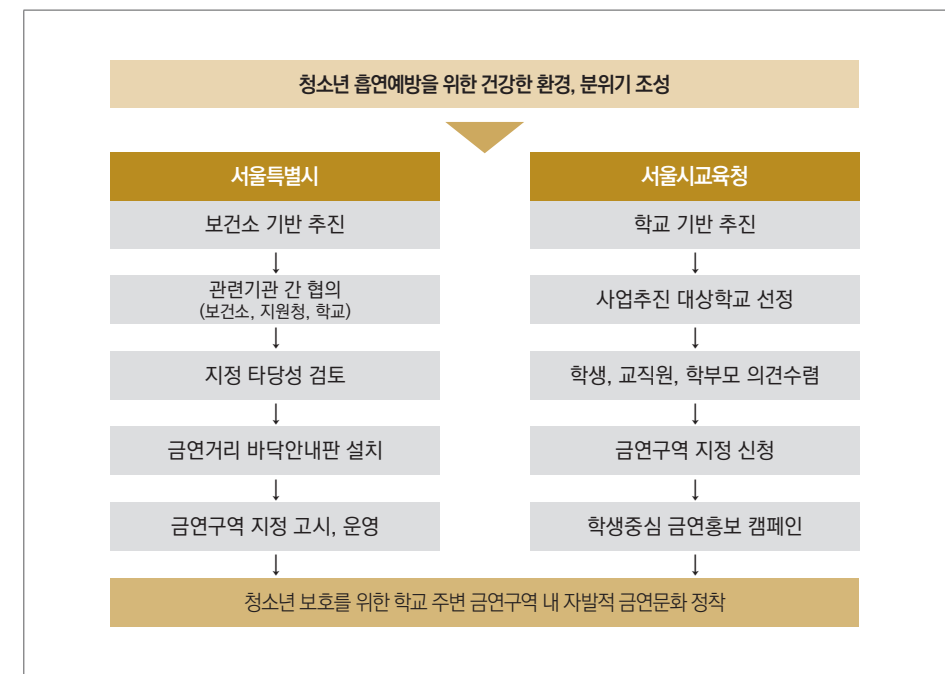 청소년 흡연예방을 위한 건강한 환경, 분위기 조성
서울특별시
보건소 기반 추진
관련기관 간 협의
(보건소, 지원청, 학교)
지정 타당성 검토
금연거리 바닥안내판 설치
금연구역 지정 고시, 운영
서울시교육청
학교 기반 추진
사업추진 대상학교 선정
학생, 교직원, 학부모 의견수렴
금연구역 지정 신청
학생중심 금연홍보 캠페인
청소년 보호를 위한 학교 주변 금연구역 내 자발적 금연문화 정착